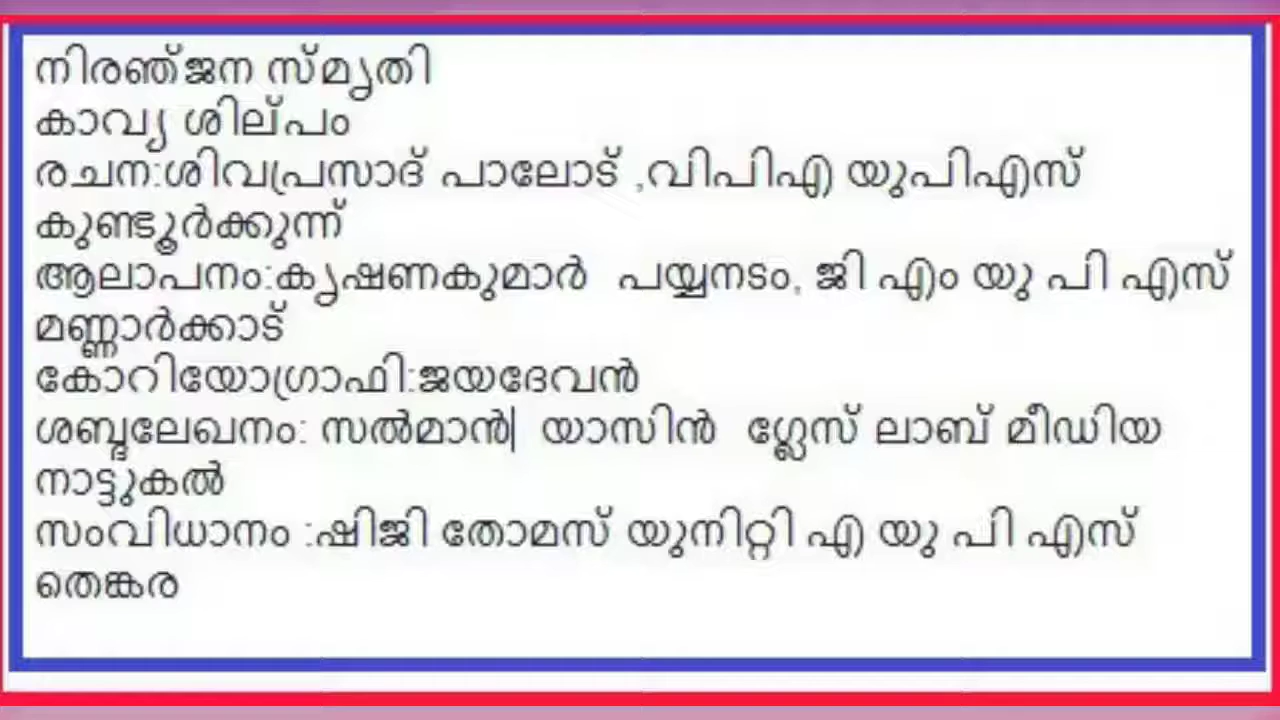 നിരഞ്ജന സ്മൃതി
കാവ്യ ശില്പം
രചന:ശിവപ്രസാദ് പാലോട് ,വിപിഎ യുപിഎസ്
കുണ്ടൂർക്കുന്ന്
ആലാപനം:കൃഷണകുമാർ പയ്യനടം, ജി എം യു പി എസ്
മണ്ണാർക്കാട്
കോറിയോഗ്രാഫി:ജയദേവൻ
ശബ്ദലേഖനം: സൽമാൻ| യാസിൻ ഗ്ലേസ് ലാബ് മീഡിയ
നാട്ടുകൽ
സംവിധാനം :ഷിജി തോമസ് യുനിറ്റി എ യു പി എസ്
തെങ്കര